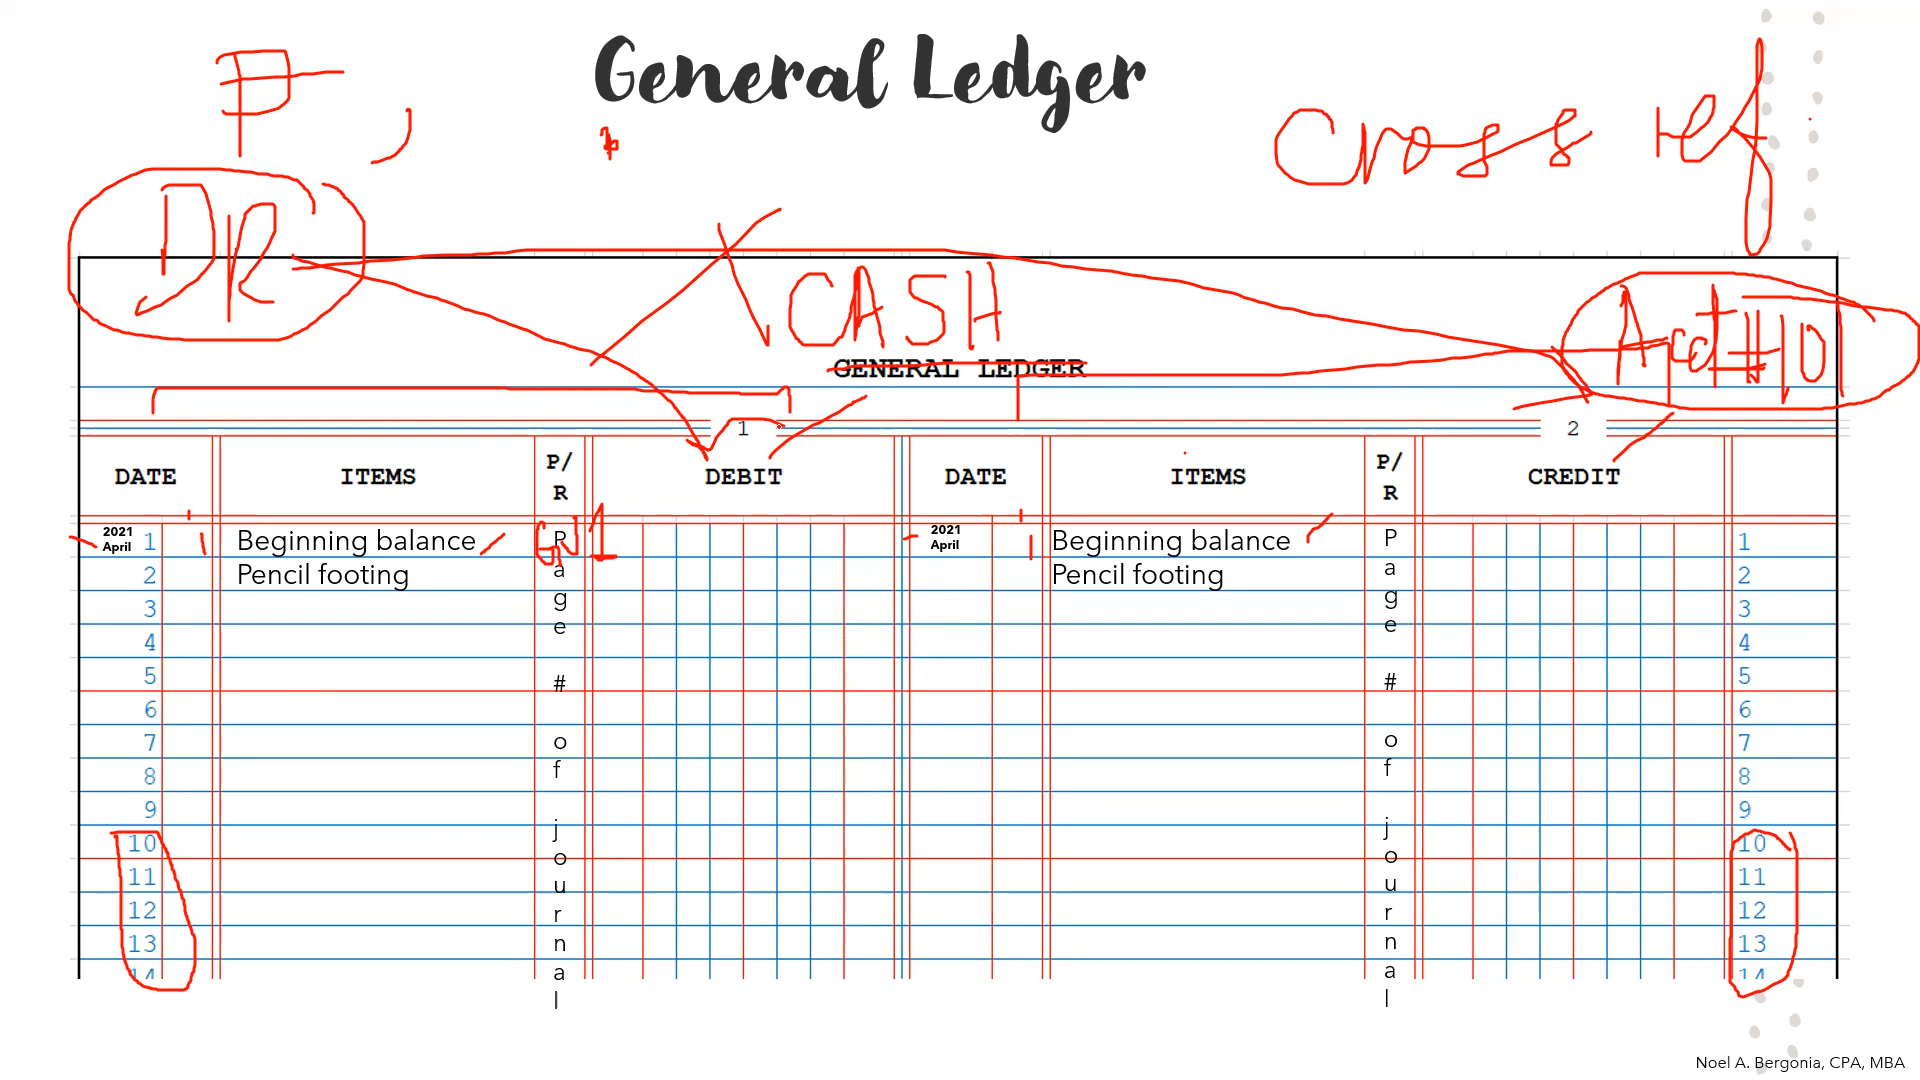 General Ledger
₱ ,
Cross ref
DR
CASH
Acct#10
GENERAL LEDGER
1 2
DATE ITEMS P/R DEBIT DATE ITEMS P/R CREDIT
2021 April 1 Beginning balance GJ1 2021 April Beginning balance 1
2 Pencil footing Pencil footing 2
3 3
4 4
5 5
6 6
7 7
8 8
9 9
10 10
11 11
12 12
13 13
14 14
Page # of journal
Page # of journal
Noel A. Bergonia, CPA, MBA